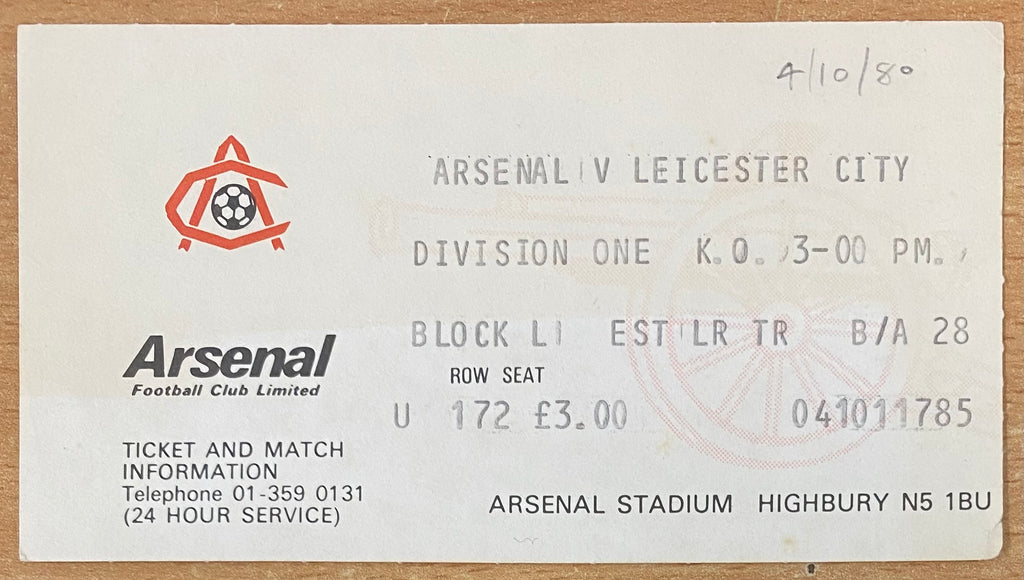 4/10/80
ARSENAL V LEICESTER CITY
DIVISION ONE K.O. 3-00 PM.
BLOCK L EST LR TR B/A 28
ROW SEAT
U 172 £3.00 041011785
Arsenal
Football Club Limited
TICKET AND MATCH
INFORMATION
Telephone 01-359 0131
(24 HOUR SERVICE)
ARSENAL STADIUM HIGHBURY N5 1BU